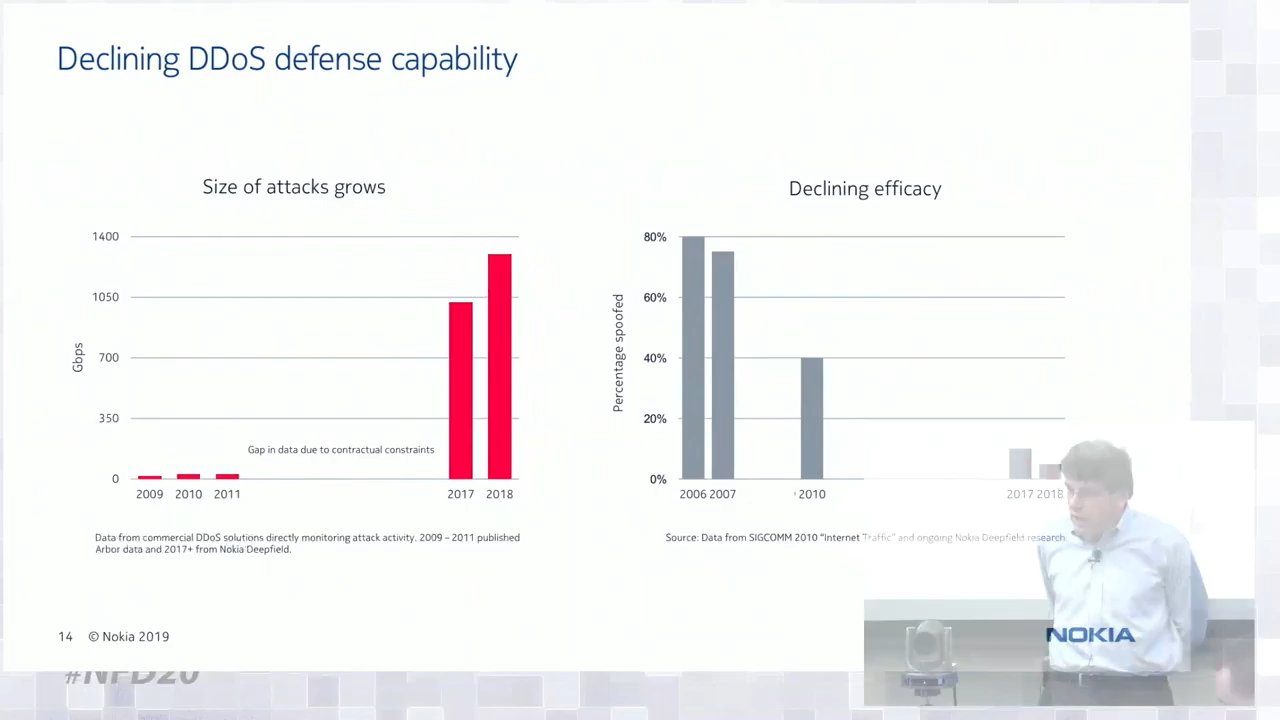 Declining DDoS defense capability
Size of attacks grows
1400
1050
700
350
0
Gbps
Gap in data due to contractual constraints
2009 2010 2011 2017 2018
Data from commercial DDoS solutions directly monitoring attack activity. 2009 – 2011 published
Arbor data and 2017+ from Nokia Deepfield.
Declining efficacy
80%
60%
40%
20%
0%
Percentage spoofed
2006 2007 2010 2017 2018
Source: Data from SIGCOMM 2010 “Internet Traffic” and ongoing Nokia Deepfield research
14 © Nokia 2019
NOKIA
#NFD20